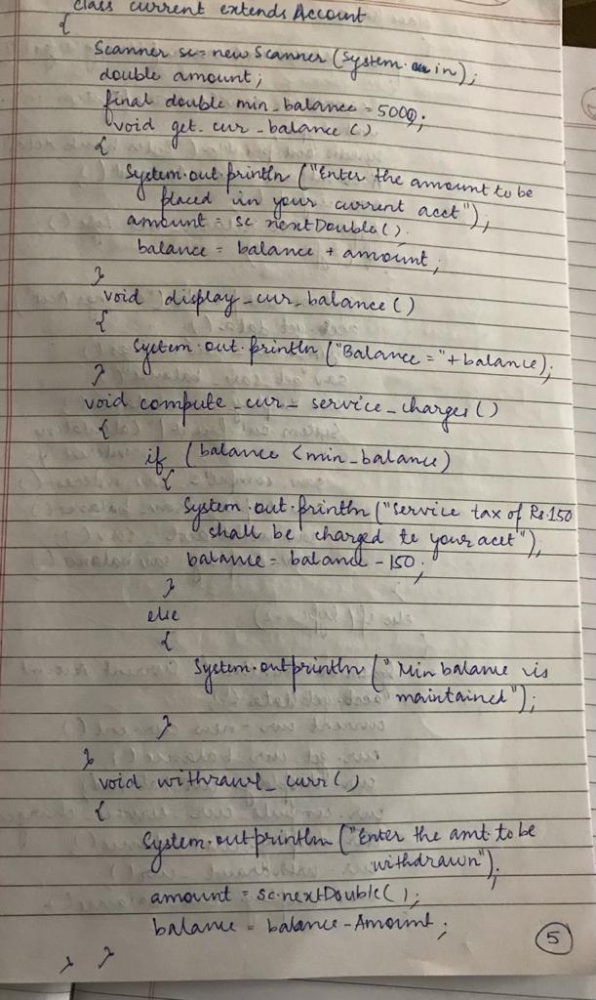 class current extends Account
{
Scanner sc = new Scanner (System.in);
double amount;
final double min_balance = 5000;
void get_cur_balance ()
{
System.out.println ("Enter the amount to be
placed in your current acct");
amount = sc.nextDouble();
balance = balance + amount;
}
void display_cur_balance ()
{
System.out.println ("Balance = "+balance);
}
void compute_cur_service_charges ()
{
if (balance < min_balance)
{
System.out.println ("service tax of Rs.150
shall be charged to your acct");
balance = balance - 150;
}
else
{
System.out println (" Min balance is
maintained");
}
}
void withrawl_curr ()
{
System.out println ("Enter the amt to be
withdrawn");
amount = sc.nextDouble();
balance = balance - Amount;
} }
5